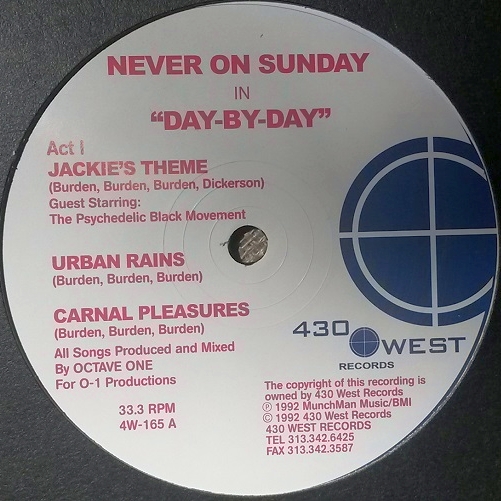 NEVER ON SUNDAY
IN
"DAY-BY-DAY"
Act I
JACKIE'S THEME
(Burden, Burden, Burden, Dickerson)
Guest Starring:
The Psychedelic Black Movement
URBAN RAINS
(Burden, Burden, Burden)
CARNAL PLEASURES
(Burden, Burden, Burden)
All Songs Produced and Mixed
By OCTAVE ONE
For O-1 Productions
33.3 RPM
4W-165 A
430 WEST
RECORDS
The copyright of this recording is
owned by 430 West Records
℗ 1992 MunchMan Music/BMI
© 1992 430 West Records
430 WEST RECORDS
TEL 313.342.6425
FAX 313.342.3587